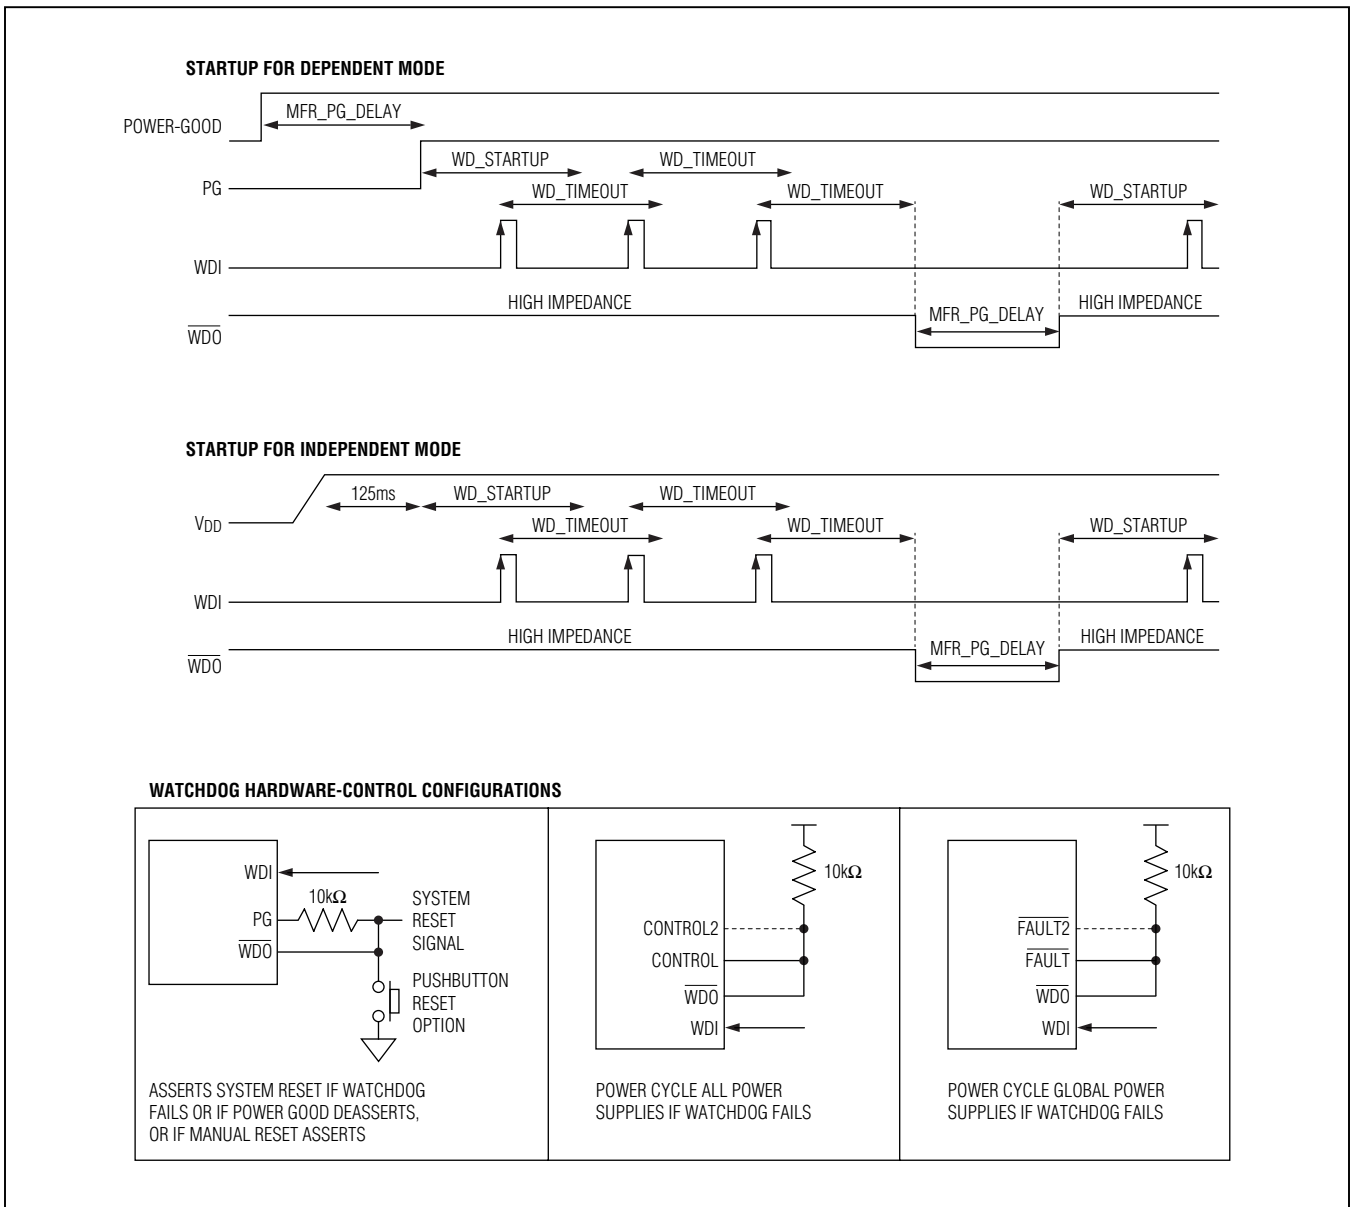 STARTUP FOR DEPENDENT MODE
POWER-GOOD
MFR_PG_DELAY
PG
WD_STARTUP
WD_TIMEOUT
WD_TIMEOUT
WD_TIMEOUT
WD_STARTUP
WDI
HIGH IMPEDANCE
MFR_PG_DELAY
HIGH IMPEDANCE
WDO
STARTUP FOR INDEPENDENT MODE
125ms
WD_STARTUP
WD_TIMEOUT
VDD
WD_TIMEOUT
WD_TIMEOUT
WD_STARTUP
WDI
HIGH IMPEDANCE
MFR_PG_DELAY
HIGH IMPEDANCE
WDO
WATCHDOG HARDWARE-CONTROL CONFIGURATIONS
WDI
10kΩ
PG
WDO
SYSTEM
RESET
SIGNAL
PUSHBUTTON
RESET
OPTION
ASSERTS SYSTEM RESET IF WATCHDOG
FAILS OR IF POWER GOOD DEASSERTS,
OR IF MANUAL RESET ASSERTS
10kΩ
CONTROL2
CONTROL
WDO
WDI
POWER CYCLE ALL POWER
SUPPLIES IF WATCHDOG FAILS
10kΩ
FAULT2
FAULT
WDO
WDI
POWER CYCLE GLOBAL POWER
SUPPLIES IF WATCHDOG FAILS